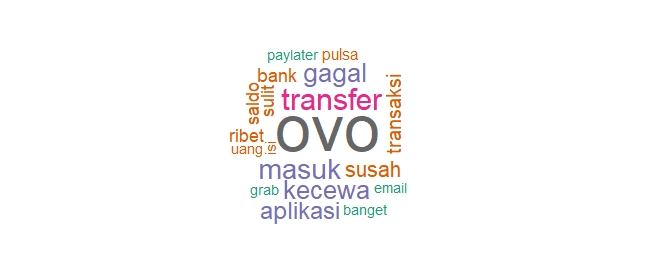 paylater pulsa
bank gagal
saldo
sulit
transfer
transaksi
ovo
ribet
uang
isi
masuk susah
grab kecewa email
aplikasi banget